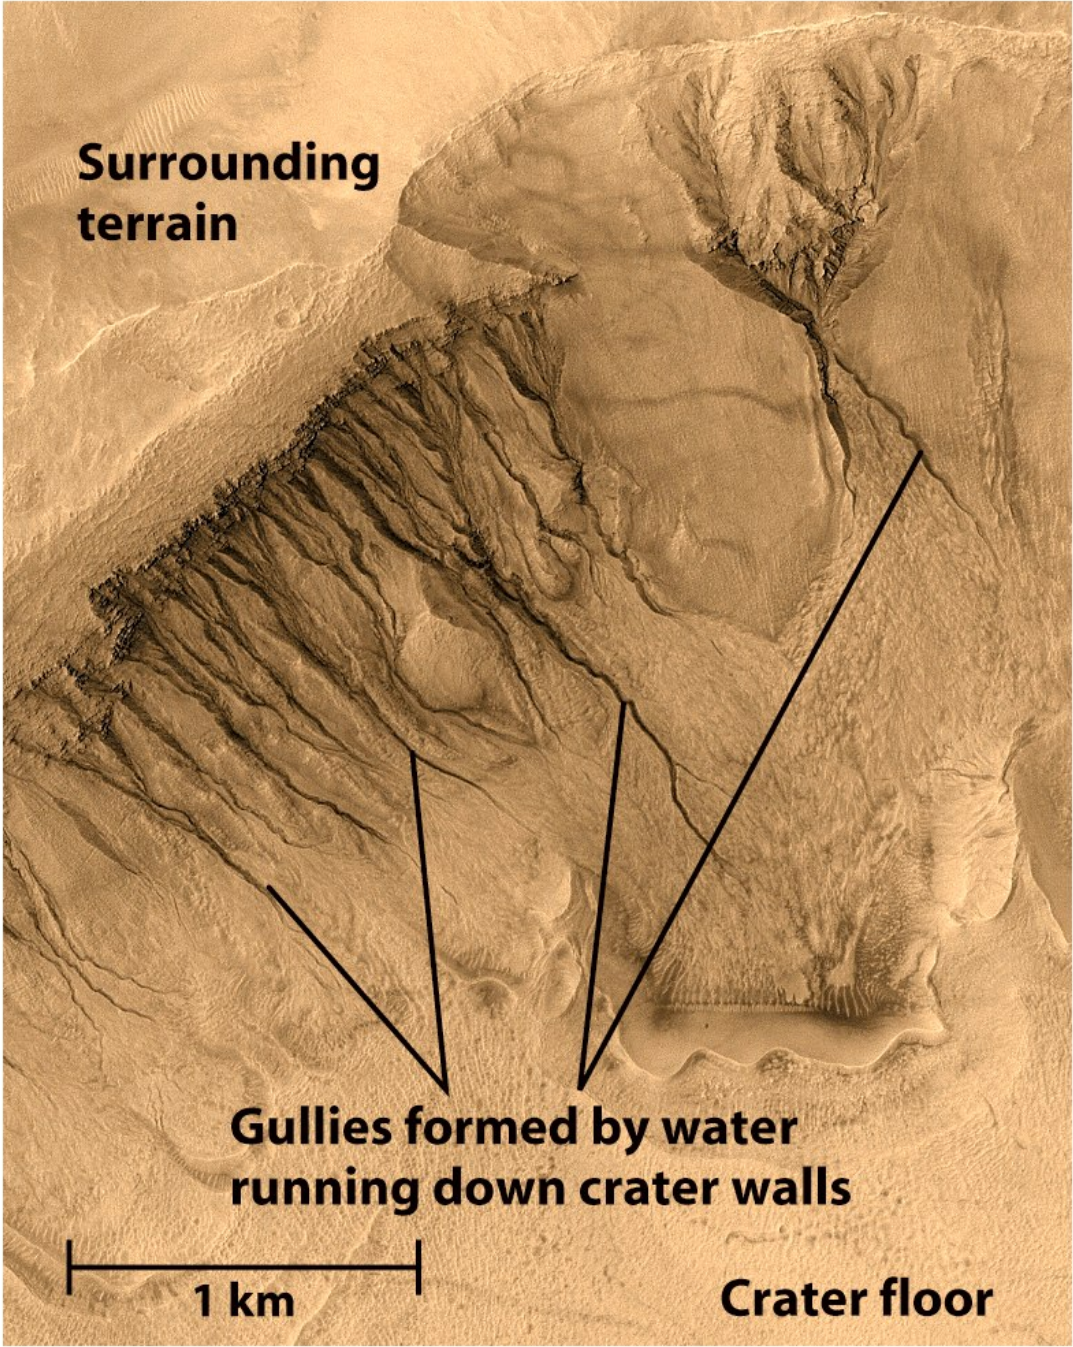 Surrounding
terrain
Gullies formed by water
running down crater walls
1 km
Crater floor